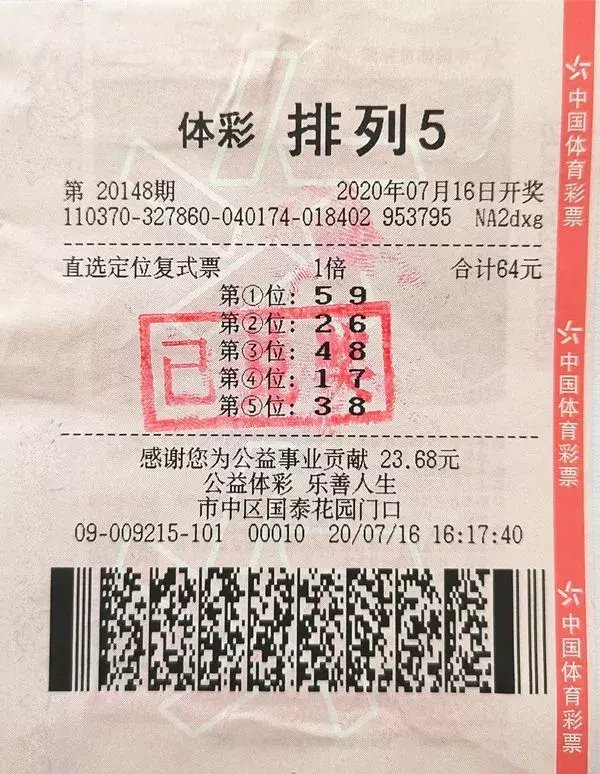 体彩 排列5
第 20148期 2020年07月16日开奖
110370-327860-040174-018402 953795 NA2dxg
直选定位复式票 1倍 合计64元
第①位: 5 9
第②位: 2 6
第③位: 4 8
第④位: 1 7
第⑤位: 3 8
已
感谢您为公益事业贡献 23.68元
公益体彩 乐善人生
市中区国泰花园门口
09-009215-101 00010 20/07/16 16:17:40
中国体育彩票
中国体育彩票
中国体育彩票